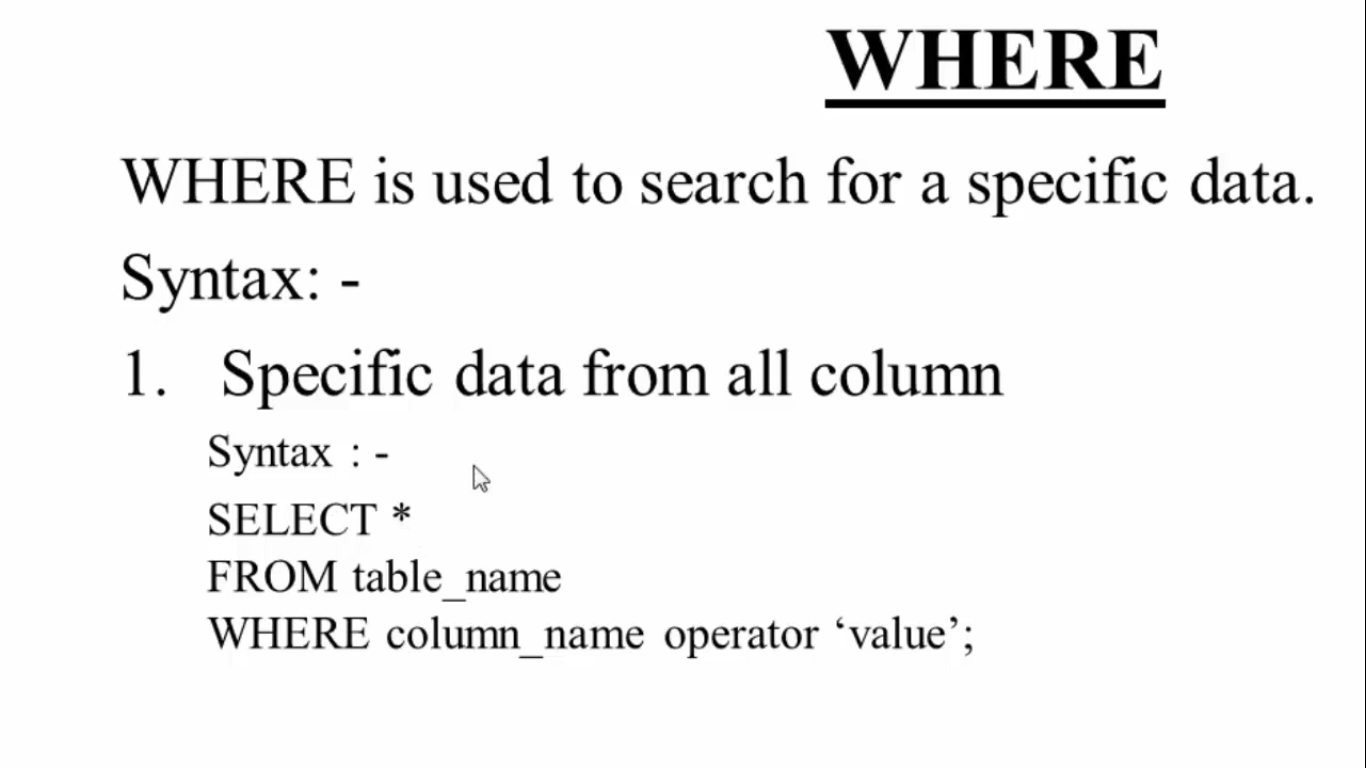 WHERE
WHERE is used to search for a specific data.
Syntax: -
1. Specific data from all column
Syntax : -
SELECT *
FROM table_name
WHERE column_name operator ‘value’;